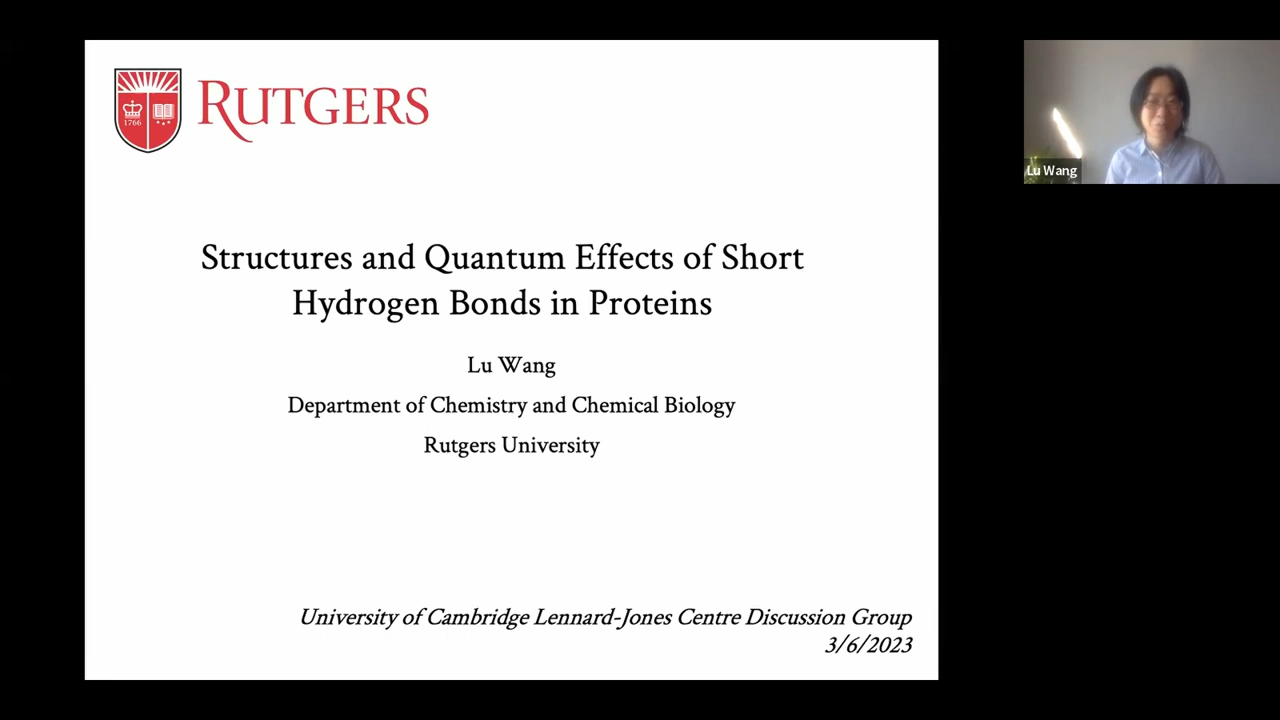 1766
RUTGERS
Lu Wang
Structures and Quantum Effects of Short
Hydrogen Bonds in Proteins
Lu Wang
Department of Chemistry and Chemical Biology
Rutgers University
University of Cambridge Lennard-Jones Centre Discussion Group
3/6/2023